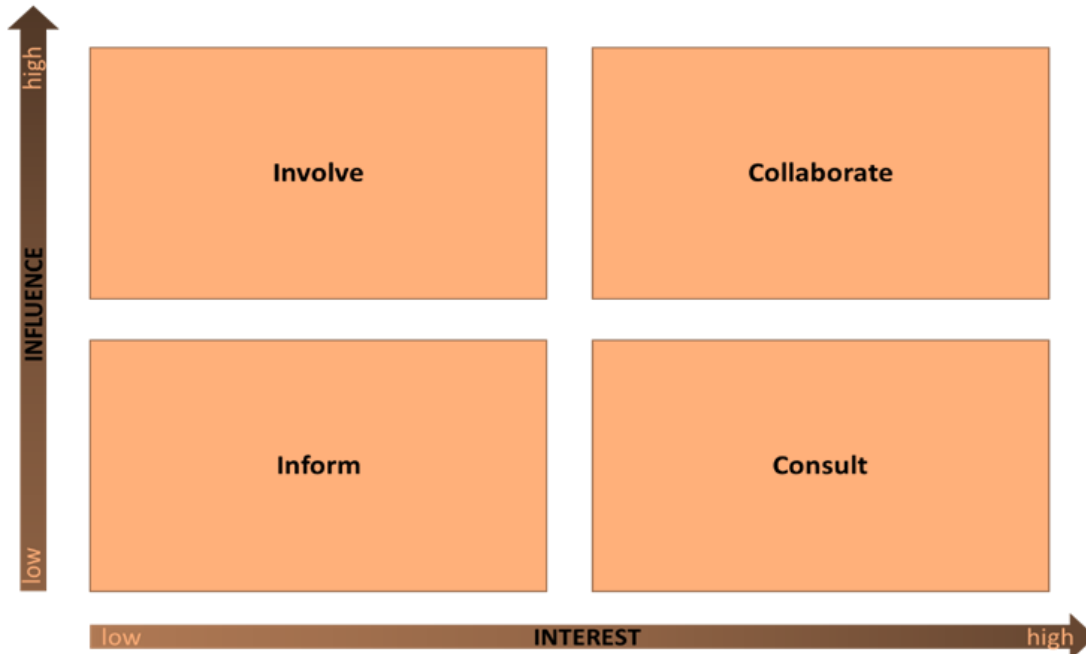 high
Involve
Collaborate
INFLUENCE
Inform
Consult
low
low
INTEREST
high